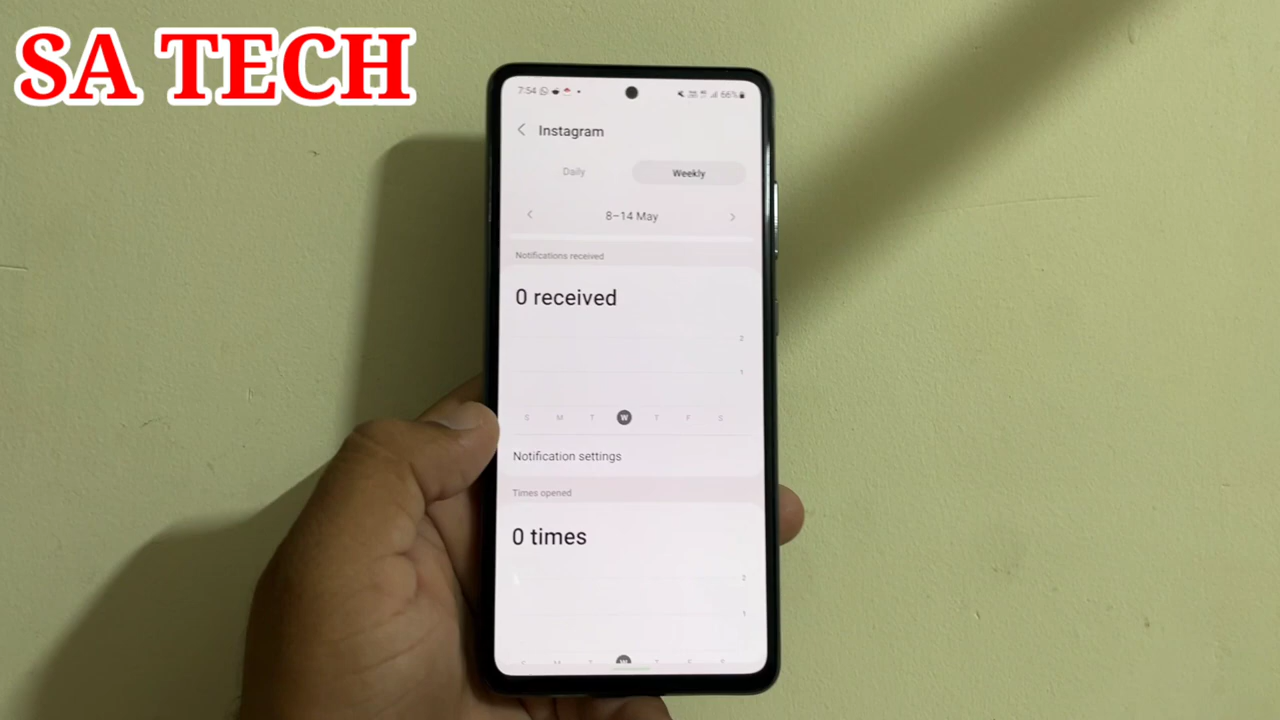 SA TECH
7:54
66%
Instagram
Daily
Weekly
8–14 May
Notifications received
0 received
2
1
S M T W T F S
Notification settings
Times opened
0 times
2
1
S M T W T F S